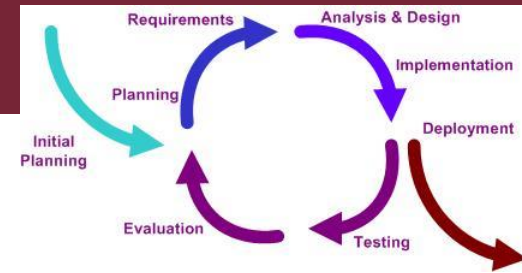 Requirements
Analysis & Design
Implementation
Planning
Deployment
Initial
Planning
Evaluation
Testing